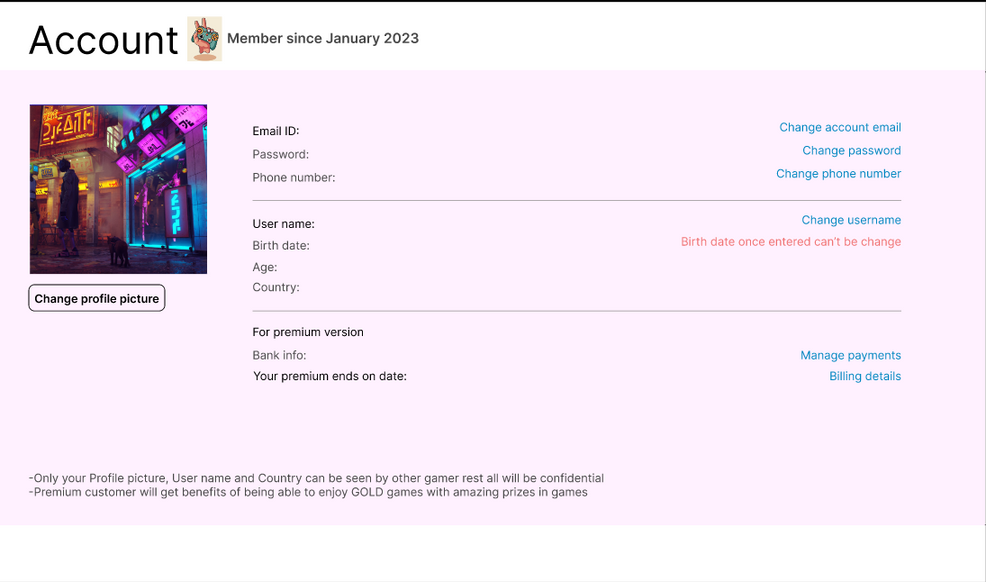 Account
Member since January 2023
Email ID:
Change account email
Password:
Change password
Phone number:
Change phone number
User name:
Change username
Birth date:
Birth date once entered can't be change
Age:
Country:
For premium version
Bank info:
Manage payments
Your premium ends on date:
Billing details
Change profile picture
-Only your Profile picture, User name and Country can be seen by other gamer rest all will be confidential
-Premium customer will get benefits of being able to enjoy GOLD games with amazing prizes in games